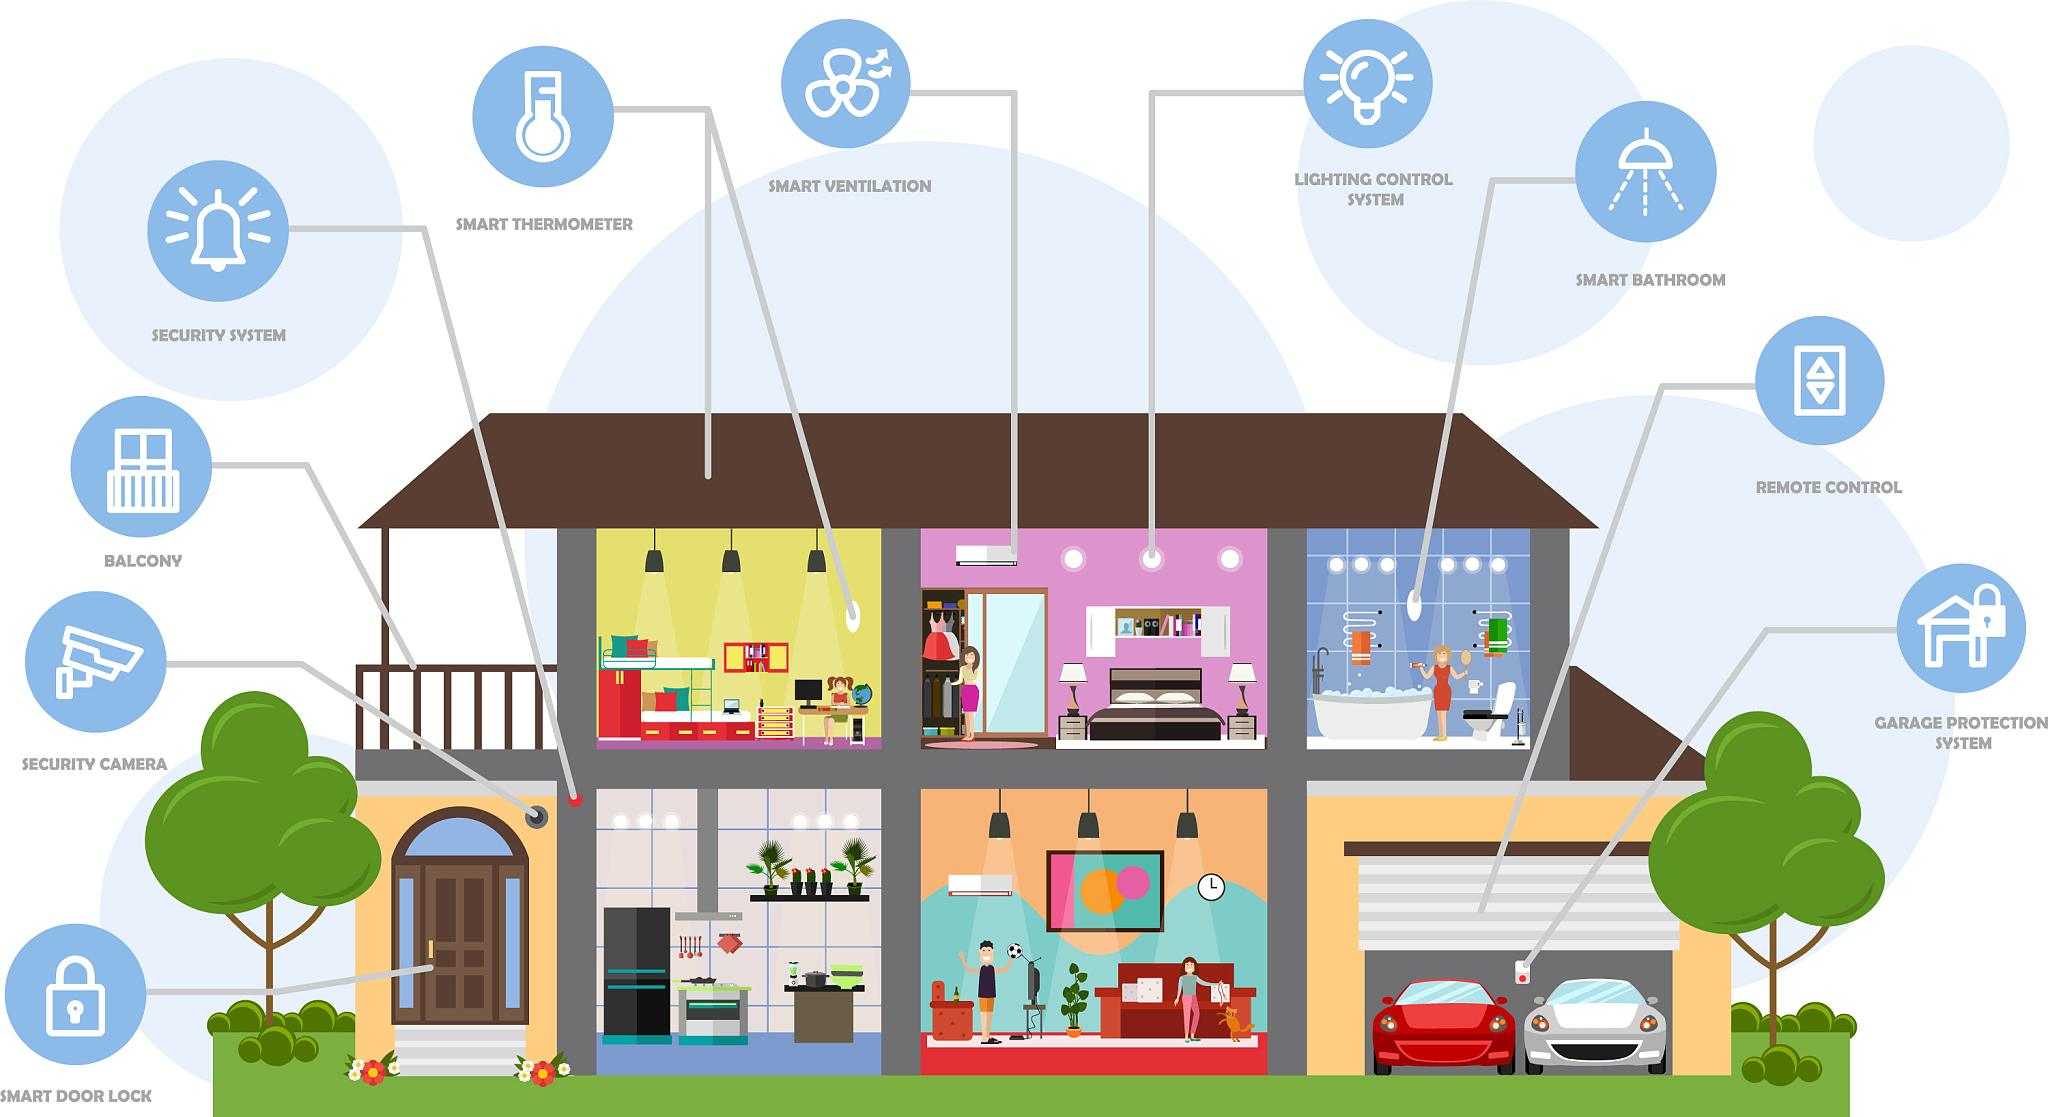 SMART VENTILATION
LIGHTING CONTROL
SYSTEM
SMART THERMOMETER
SMART BATHROOM
SECURITY SYSTEM
REMOTE CONTROL
BALCONY
GARAGE PROTECTION
SYSTEM
SECURITY CAMERA
SMART DOOR LOCK